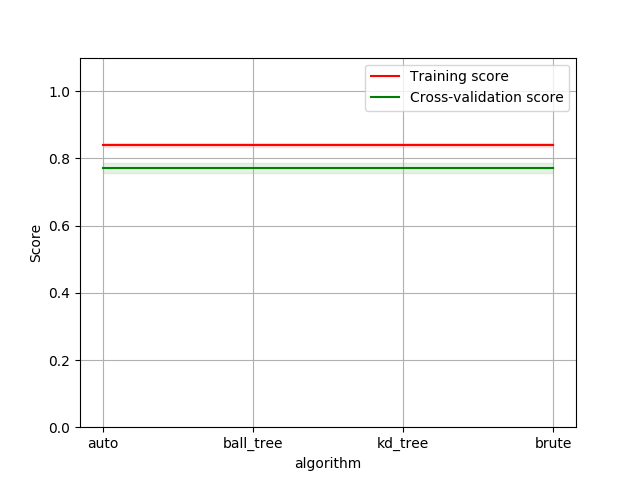 Training score
Cross-validation score
1.0
0.8
0.6
0.4
0.2
0.0
Score
auto ball_tree kd_tree brute
algorithm